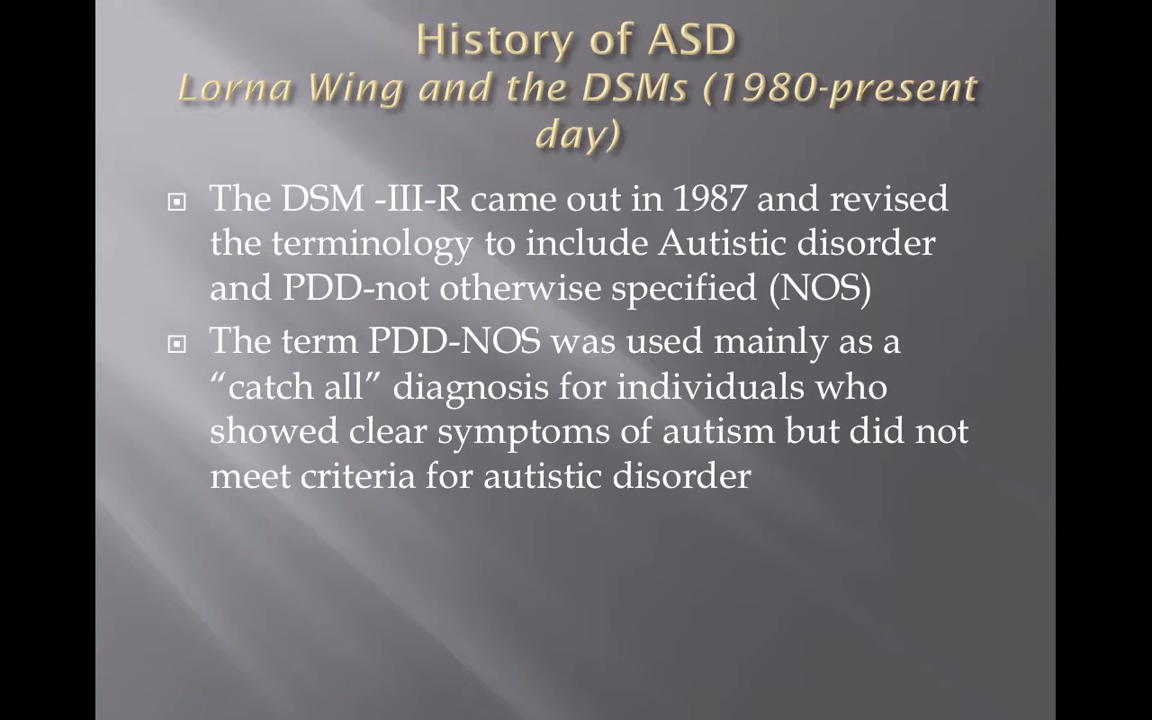 History of ASD
Lorna Wing and the DSMs (1980-present
day)
The DSM -III-R came out in 1987 and revised
the terminology to include Autistic disorder
and PDD-not otherwise specified (NOS)
The term PDD-NOS was used mainly as a
“catch all” diagnosis for individuals who
showed clear symptoms of autism but did not
meet criteria for autistic disorder